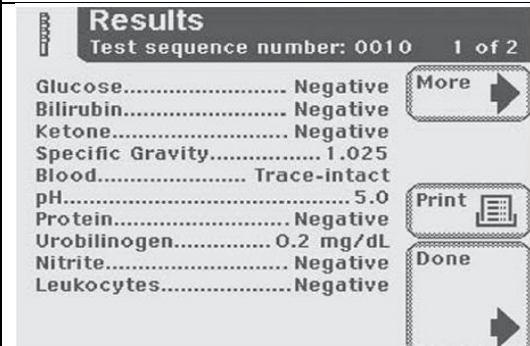 Results
Test sequence number: 0010 1 of 2
Glucose........................ Negative
Bilirubin........................ Negative
Ketone......................... Negative
Specific Gravity................ 1.025
Blood...................... Trace-intact
pH................................................ 5.0
Protein......................... Negative
Urobilinogen............. 0.2 mg/dL
Nitrite......................... Negative
Leukocytes................... Negative
More
Print
Done